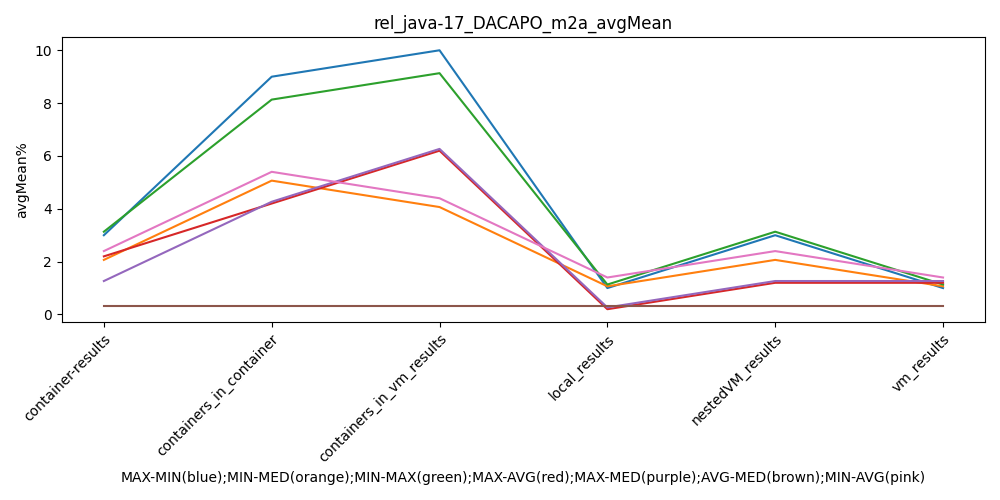 rel_java-17_DACAPO_m2a_avgMean
avgMean%
10
8
6
4
2
0
container-results
containers_in_container
containers_in_vm_results
local_results
nestedVM_results
vm_results
MAX-MIN(blue);MIN-MED(orange);MIN-MAX(green);MAX-AVG(red);MAX-MED(purple);AVG-MED(brown);MIN-AVG(pink)